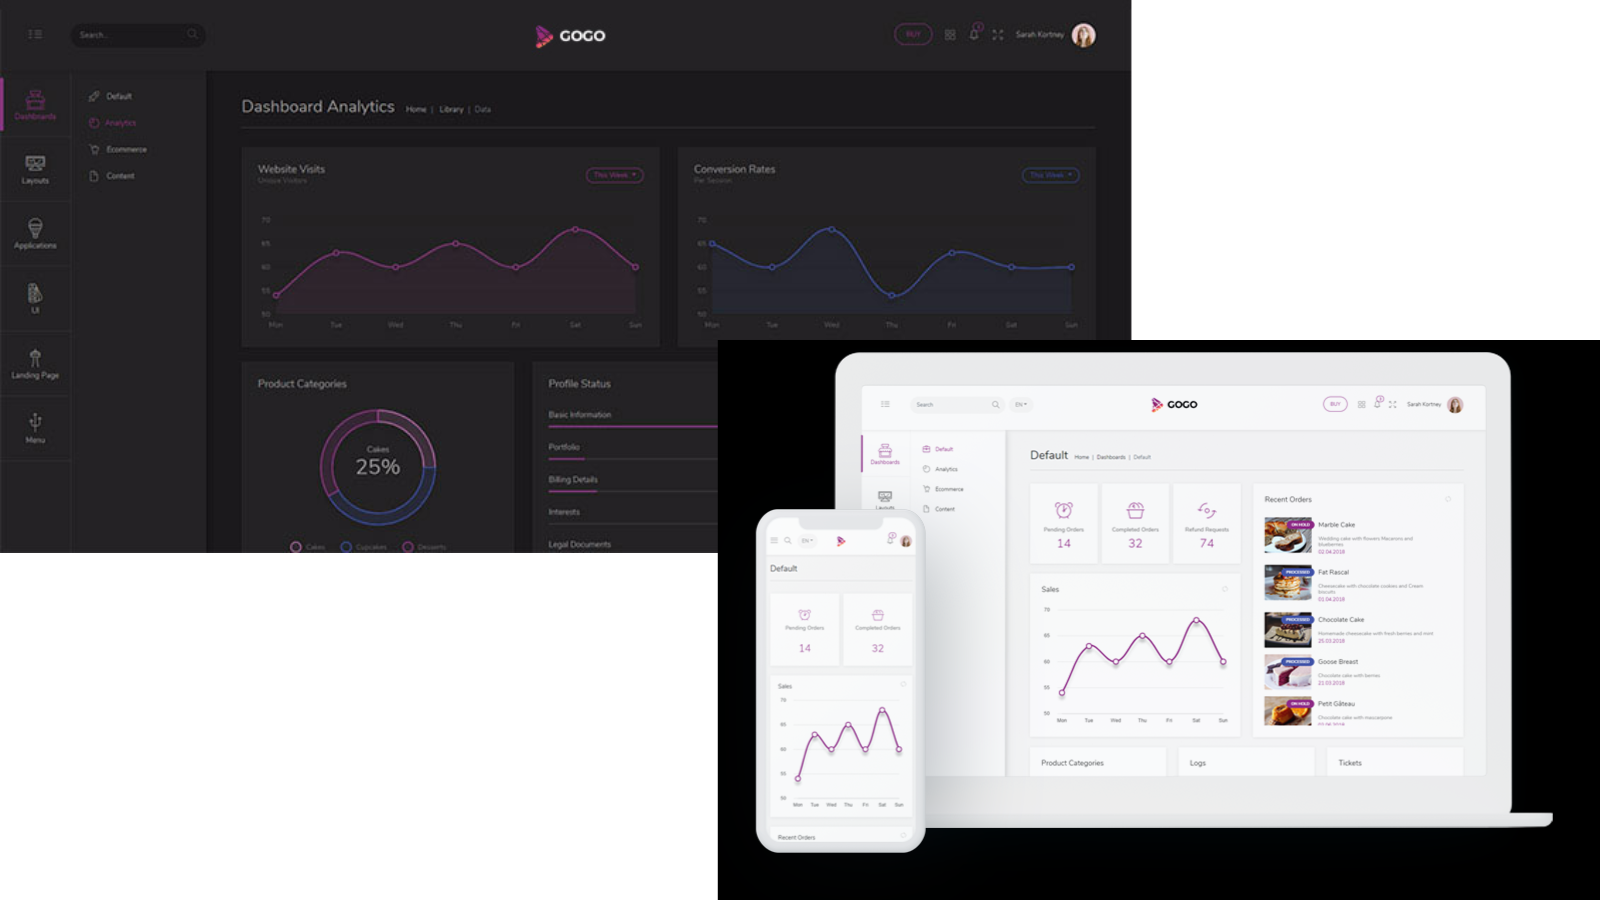 Search...
GOGO
BUY
Sarah Kortney
Dashboards
Layouts
Applications
UI
Landing Page
Menu
Default
Analytics
Ecommerce
Content
Dashboard Analytics Home | Library | Data
Website Visits
Unique Visitors
This Week
70
65
60
55
50
Mon Tue Wed Thu Fri Sat Sun
Conversion Rates
Per Session
This Week
70
65
60
55
50
Mon Tue Wed Thu Fri Sat Sun
Product Categories
Cakes
25%
Cakes Cupcakes Desserts
Profile Status
Basic Information
Portfolio
Billing Details
Interests
Legal Documents
Search
EN
GOGO
BUY
Sarah Kortney
Dashboards
Layouts
Default
Analytics
Ecommerce
Content
Default Home | Dashboards | Default
Pending Orders
14
Completed Orders
32
Refund Requests
74
Sales
70
65
60
55
50
Mon Tue Wed Thu Fri Sat Sun
Recent Orders
ON HOLD
Marble Cake
Wedding cake with flowers Macarons and
blueberries
02.04.2018
PROCESSED
Fat Rascal
Cheesecake with chocolate cookies and Cream
biscuits
01.04.2018
PROCESSED
Chocolate Cake
Homemade cheesecake with fresh berries and mint
25.03.2018
PROCESSED
Goose Breast
Chocolate cake with berries
21.03.2018
ON HOLD
Petit Gâteau
Chocolate cake with mascarpone
Product Categories
Logs
Tickets
EN
Default
Pending Orders
14
Completed Orders
32
Sales
70
65
60
55
50
Mon Tue Wed Thu Fri Sat Sun
Recent Orders